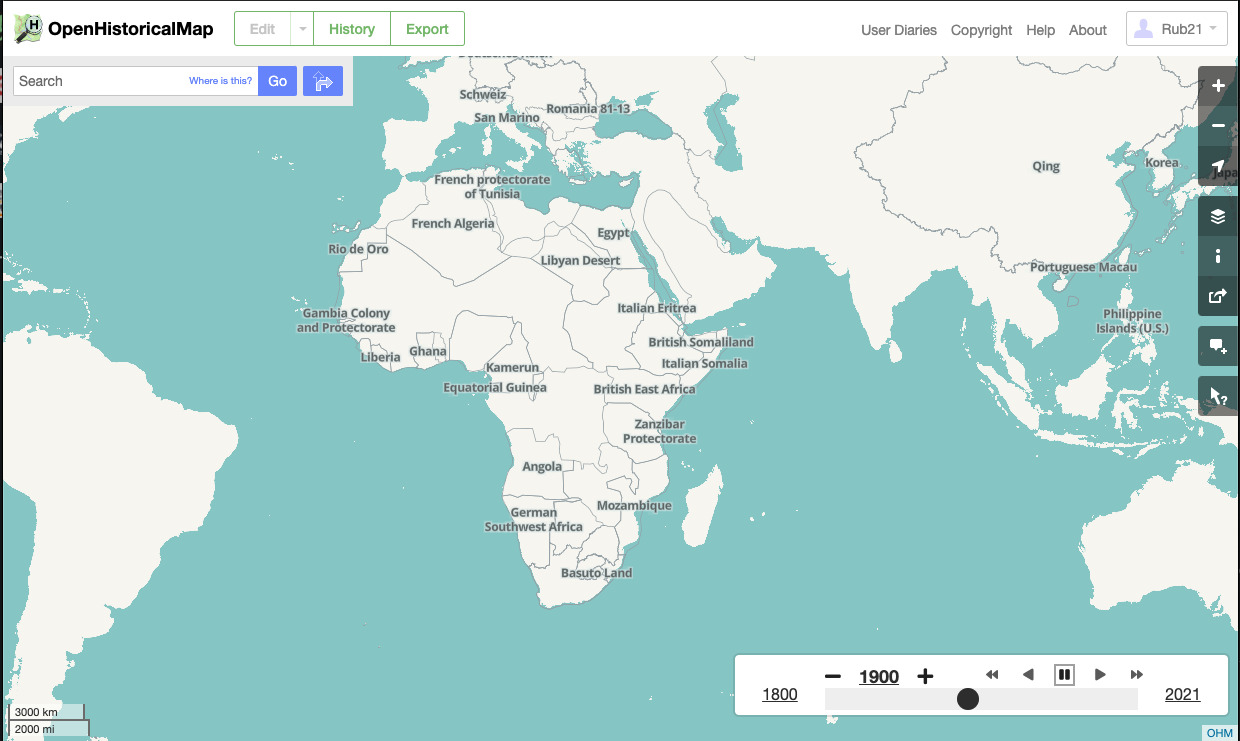 OpenHistoricalMap
Edit
History
Export
User Diaries
Copyright
Help
About
Rub21
Search
Where is this?
Go
Schweiz
Romania 81-13
San Marino
Qing
Korea
French protectorate
of Tunisia
French Algeria
Egypt
Rio de Oro
Libyan Desert
Portuguese Macau
Italian Eritrea
Gambia Colony
and Protectorate
Philippine
Islands (U.S.)
British Somaliland
Liberia
Ghana
Italian Somalia
Kamerun
Equatorial Guinea
British East Africa
Zanzibar
Protectorate
Angola
Mozambique
German
Southwest Africa
Basuto Land
1900
1800
2021
3000 km
2000 mi
OHM